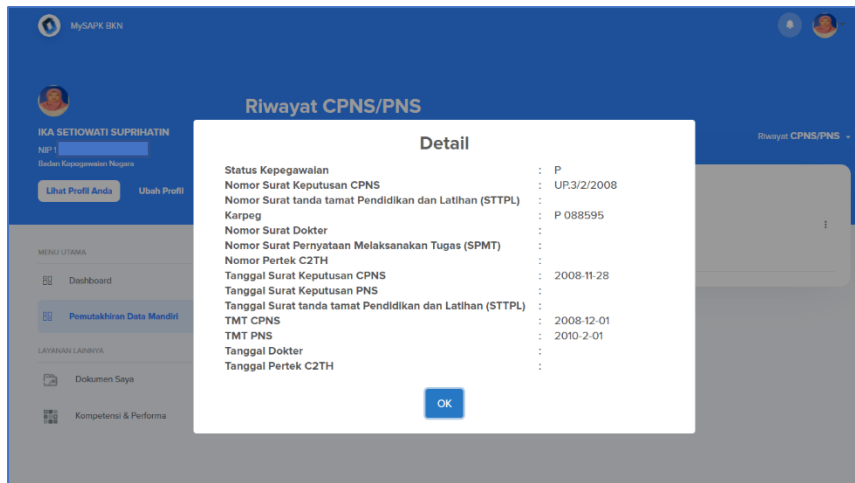 MySAPK BKN
Riwayat CPNS/PNS
IKA SETIOWATI SUPRIHATIN
NIP 1
Badan Kepegawaian Negara
Lihat Profil Anda
Ubah Profil
Riwayat CPNS/PNS
MENU UTAMA
Dashboard
Pemutakhiran Data Mandiri
LAYANAN LAINNYA
Dokumen Saya
Kompetensi & Performa
Detail
Status Kepegawaian : P
Nomor Surat Keputusan CPNS : UP.3/2/2008
Nomor Surat tanda tamat Pendidikan dan Latihan (STTPL) :
Karpeg : P 088595
Nomor Surat Dokter :
Nomor Surat Pernyataan Melaksanakan Tugas (SPMT) :
Nomor Pertek C2TH :
Tanggal Surat Keputusan CPNS : 2008-11-28
Tanggal Surat Keputusan PNS :
Tanggal Surat tanda tamat Pendidikan dan Latihan (STTPL) :
TMT CPNS : 2008-12-01
TMT PNS : 2010-2-01
Tanggal Dokter :
Tanggal Pertek C2TH :
OK